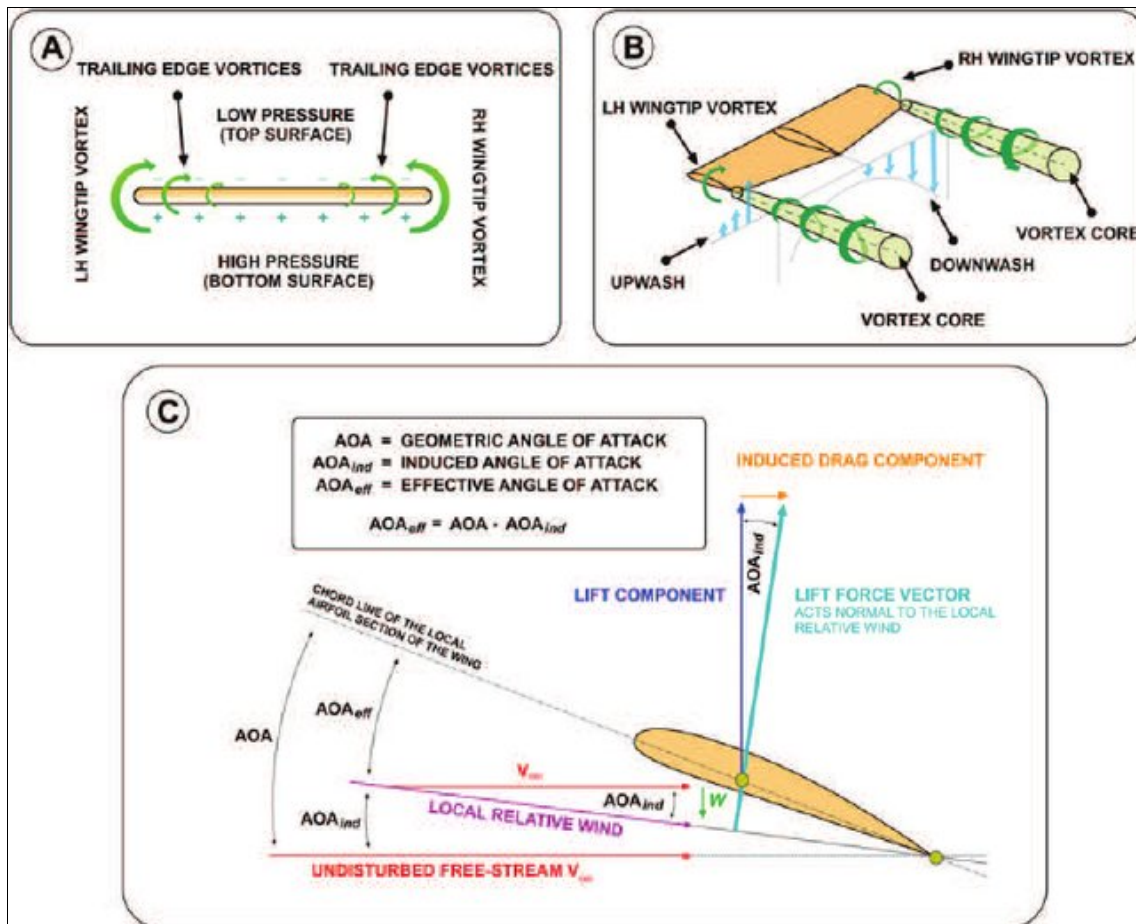 A
TRAILING EDGE VORTICES
TRAILING EDGE VORTICES
LOW PRESSURE
(TOP SURFACE)
LH WINGTIP VORTEX
RH WINGTIP VORTEX
HIGH PRESSURE
(BOTTOM SURFACE)
B
RH WINGTIP VORTEX
LH WINGTIP VORTEX
VORTEX CORE
UPWASH
DOWNWASH
VORTEX CORE
C
AOA = GEOMETRIC ANGLE OF ATTACK
AOAind = INDUCED ANGLE OF ATTACK
AOAeff = EFFECTIVE ANGLE OF ATTACK
AOAeff = AOA - AOAind
INDUCED DRAG COMPONENT
AOAind
LIFT COMPONENT
LIFT FORCE VECTOR
ACTS NORMAL TO THE LOCAL
RELATIVE WIND
CHORD LINE OF THE LOCAL
AIRFOIL SECTION OF THE WING
AOAeff
AOA
V∞
W
AOAind
AOAind
LOCAL RELATIVE WIND
UNDISTURBED FREE-STREAM V∞